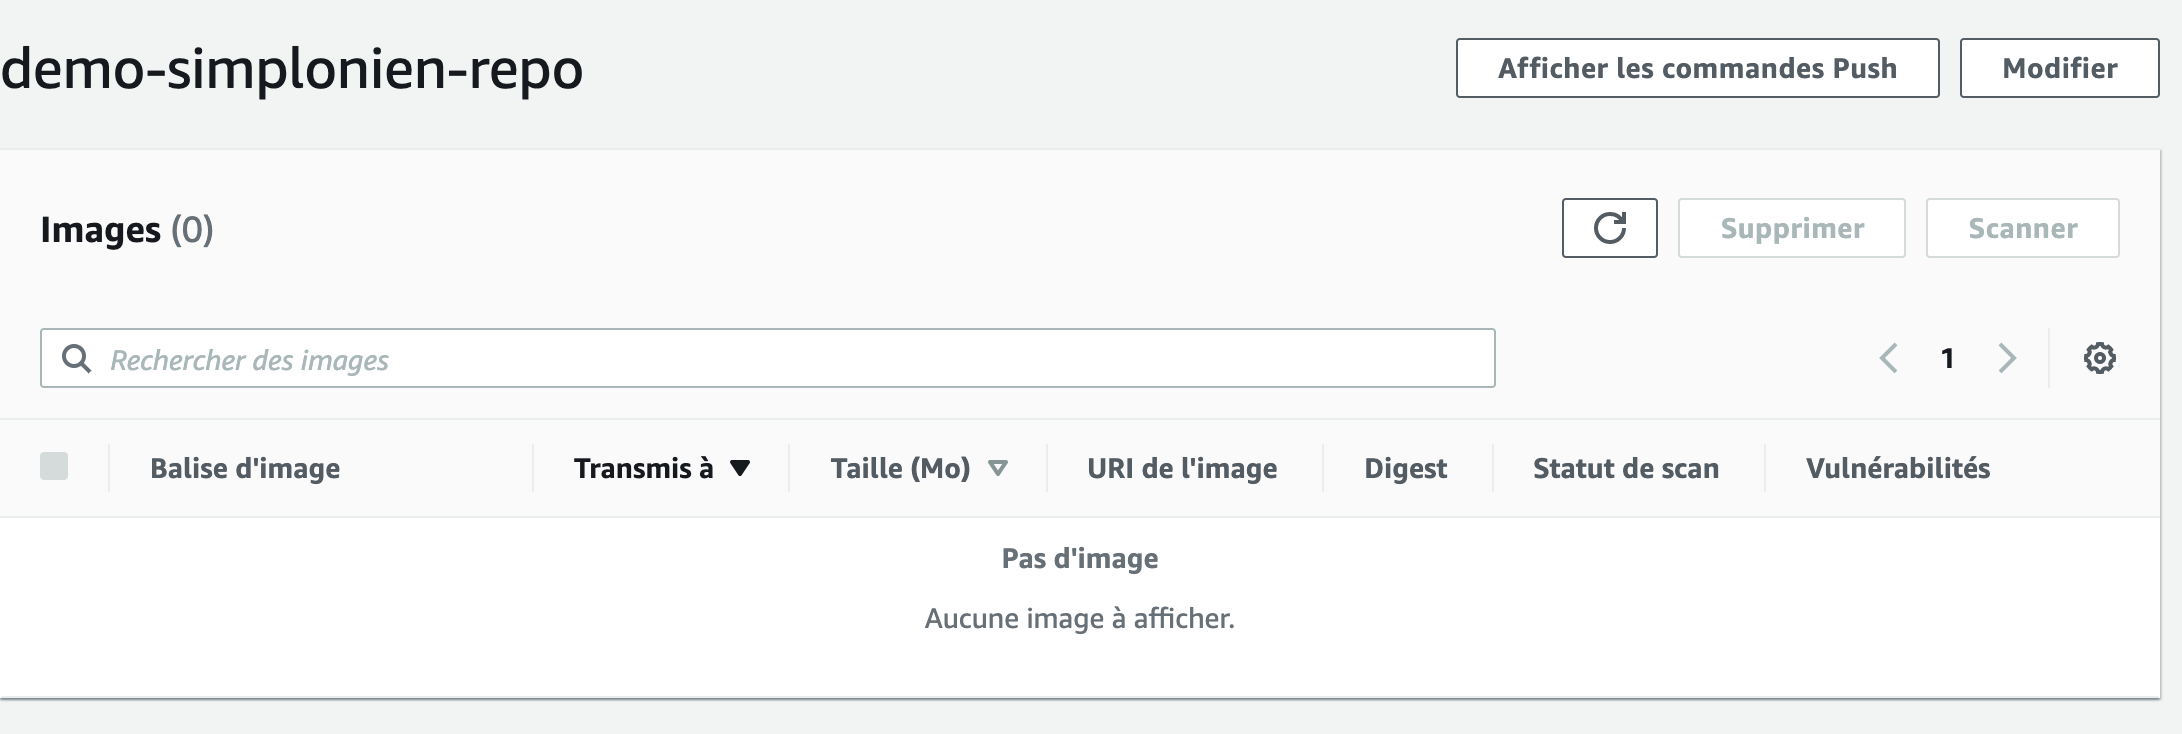 demo-simplonien-repo
Afficher les commandes Push
Modifier
Images (0)
Supprimer
Scanner
Rechercher des images
1
Balise d'image
Transmis à
Taille (Mo)
URI de l'image
Digest
Statut de scan
Vulnérabilités
Pas d'image
Aucune image à afficher.